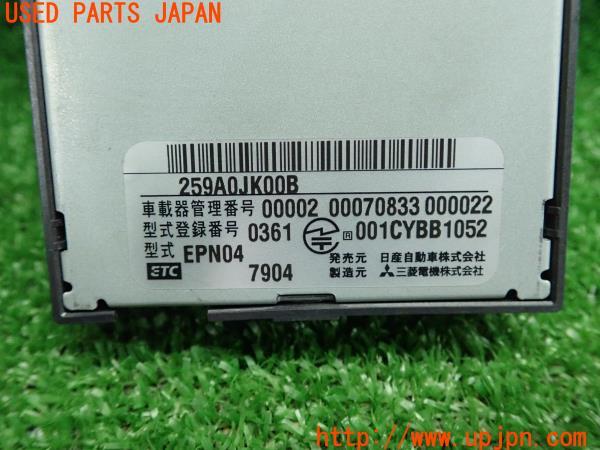 USED PARTS JAPAN
259A0JK00B
車載器管理番号 00002 00070833 000022
型式登録番号 0361 R 001CYBB1052
型式 EPN04 発売元 日産自動車株式会社
ETC 7904 製造元 三菱電機株式会社
http://www.upjpn.com/